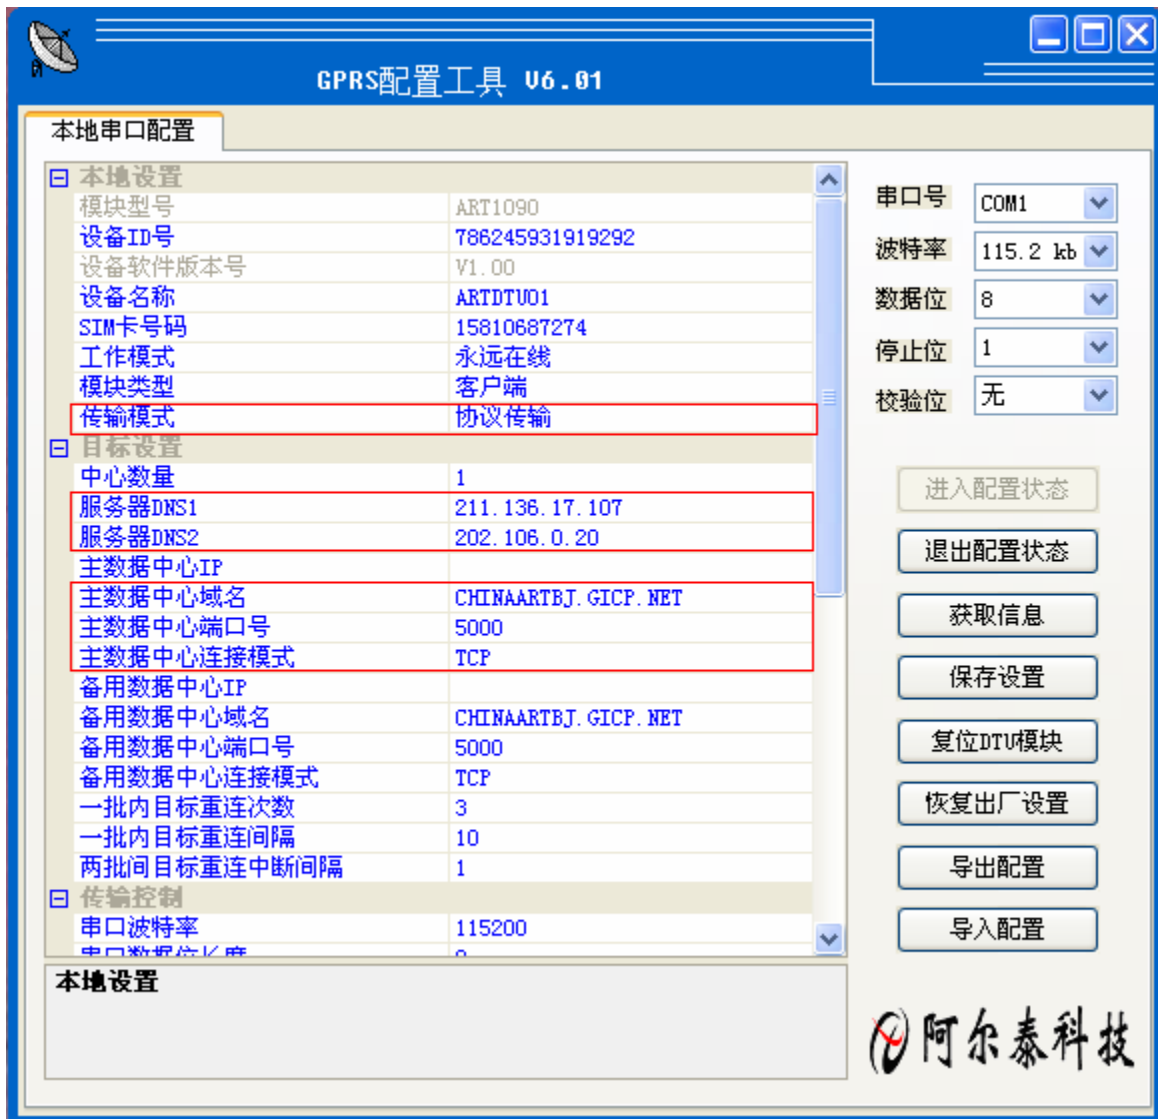 GPRS配置工具 V6.01
本地串口配置
本地设置
模块型号 ART1090
设备ID号 786245931919292
设备软件版本号 V1.00
设备名称 ARTDTU01
SIM卡号码 15810687274
工作模式 永远在线
模块类型 客户端
传输模式 协议传输
目标设置
中心数量 1
服务器DNS1 211.136.17.107
服务器DNS2 202.106.0.20
主数据中心IP
主数据中心域名 CHINAARTBJ.GICP.NET
主数据中心端口号 5000
主数据中心连接模式 TCP
备用数据中心IP
备用数据中心域名 CHINAARTBJ.GICP.NET
备用数据中心端口号 5000
备用数据中心连接模式 TCP
一批内目标重连次数 3
一批内目标重连间隔 10
两批间目标重连中断间隔 1
传输控制
串口波特率 115200
串口数据位长度
本地设置
串口号 COM1
波特率 115.2 kb
数据位 8
停止位 1
校验位 无
进入配置状态
退出配置状态
获取信息
保存设置
复位DTU模块
恢复出厂设置
导出配置
导入配置
阿尔泰科技